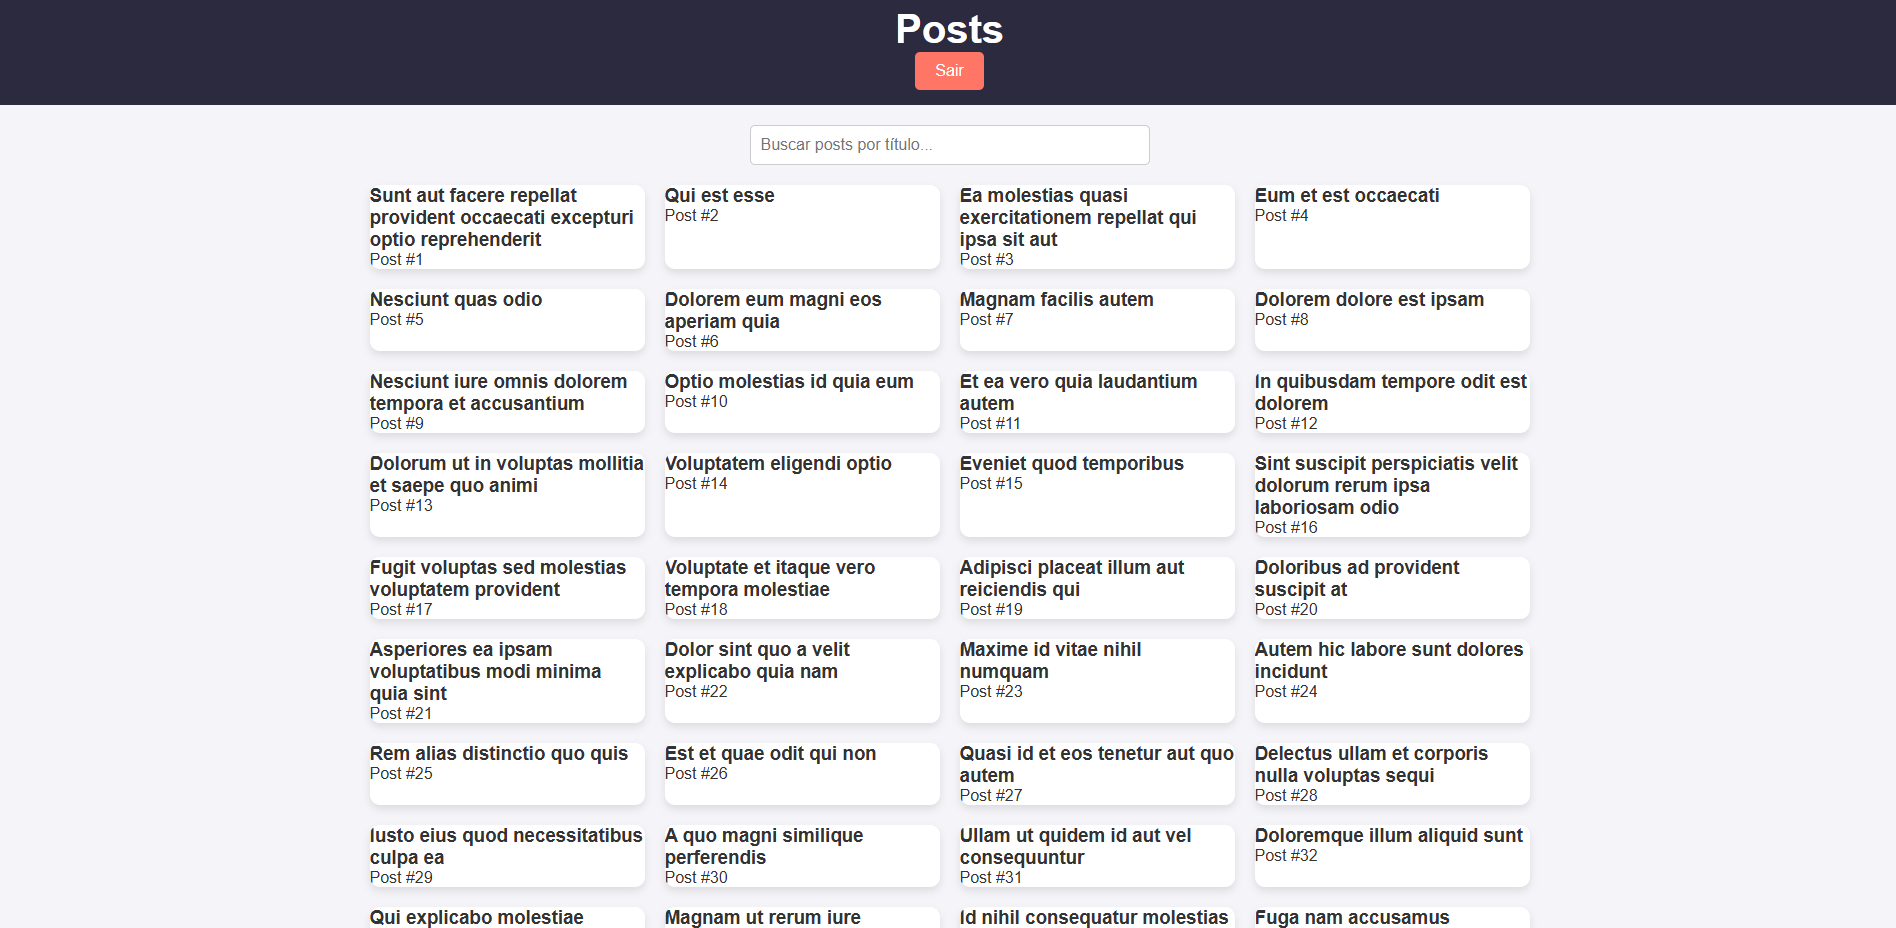 Posts
Sair
Buscar posts por título...
Sunt aut facere repellat
provident occaecati excepturi
optio reprehenderit
Post #1
Qui est esse
Post #2
Ea molestias quasi
exercitationem repellat qui
ipsa sit aut
Post #3
Eum et est occaecati
Post #4
Nesciunt quas odio
Post #5
Dolorem eum magni eos
aperiam quia
Post #6
Magnam facilis autem
Post #7
Dolorem dolore est ipsam
Post #8
Nesciunt iure omnis dolorem
tempora et accusantium
Post #9
Optio molestias id quia eum
Post #10
Et ea vero quia laudantium
autem
Post #11
In quibusdam tempore odit est
dolorem
Post #12
Dolorum ut in voluptas mollitia
et saepe quo animi
Post #13
Voluptatem eligendi optio
Post #14
Eveniet quod temporibus
Post #15
Sint suscipit perspiciatis velit
dolorum rerum ipsa
laboriosam odio
Post #16
Fugit voluptas sed molestias
voluptatem provident
Post #17
Voluptate et itaque vero
tempora molestiae
Post #18
Adipisci placeat illum aut
reiciendis qui
Post #19
Doloribus ad provident
suscipit at
Post #20
Asperiores ea ipsam
voluptatibus modi minima
quia sint
Post #21
Dolor sint quo a velit
explicabo quia nam
Post #22
Maxime id vitae nihil
numquam
Post #23
Autem hic labore sunt dolores
incidunt
Post #24
Rem alias distinctio quo quis
Post #25
Est et quae odit qui non
Post #26
Quasi id et eos tenetur aut quo
autem
Post #27
Delectus ullam et corporis
nulla voluptas sequi
Post #28
Iusto eius quod necessitatibus
culpa ea
Post #29
A quo magni similique
perferendis
Post #30
Ullam ut quidem id aut vel
consequuntur
Post #31
Doloremque illum aliquid sunt
Post #32
Qui explicabo molestiae
Magnam ut rerum iure
Id nihil consequatur molestias
Fuga nam accusamus